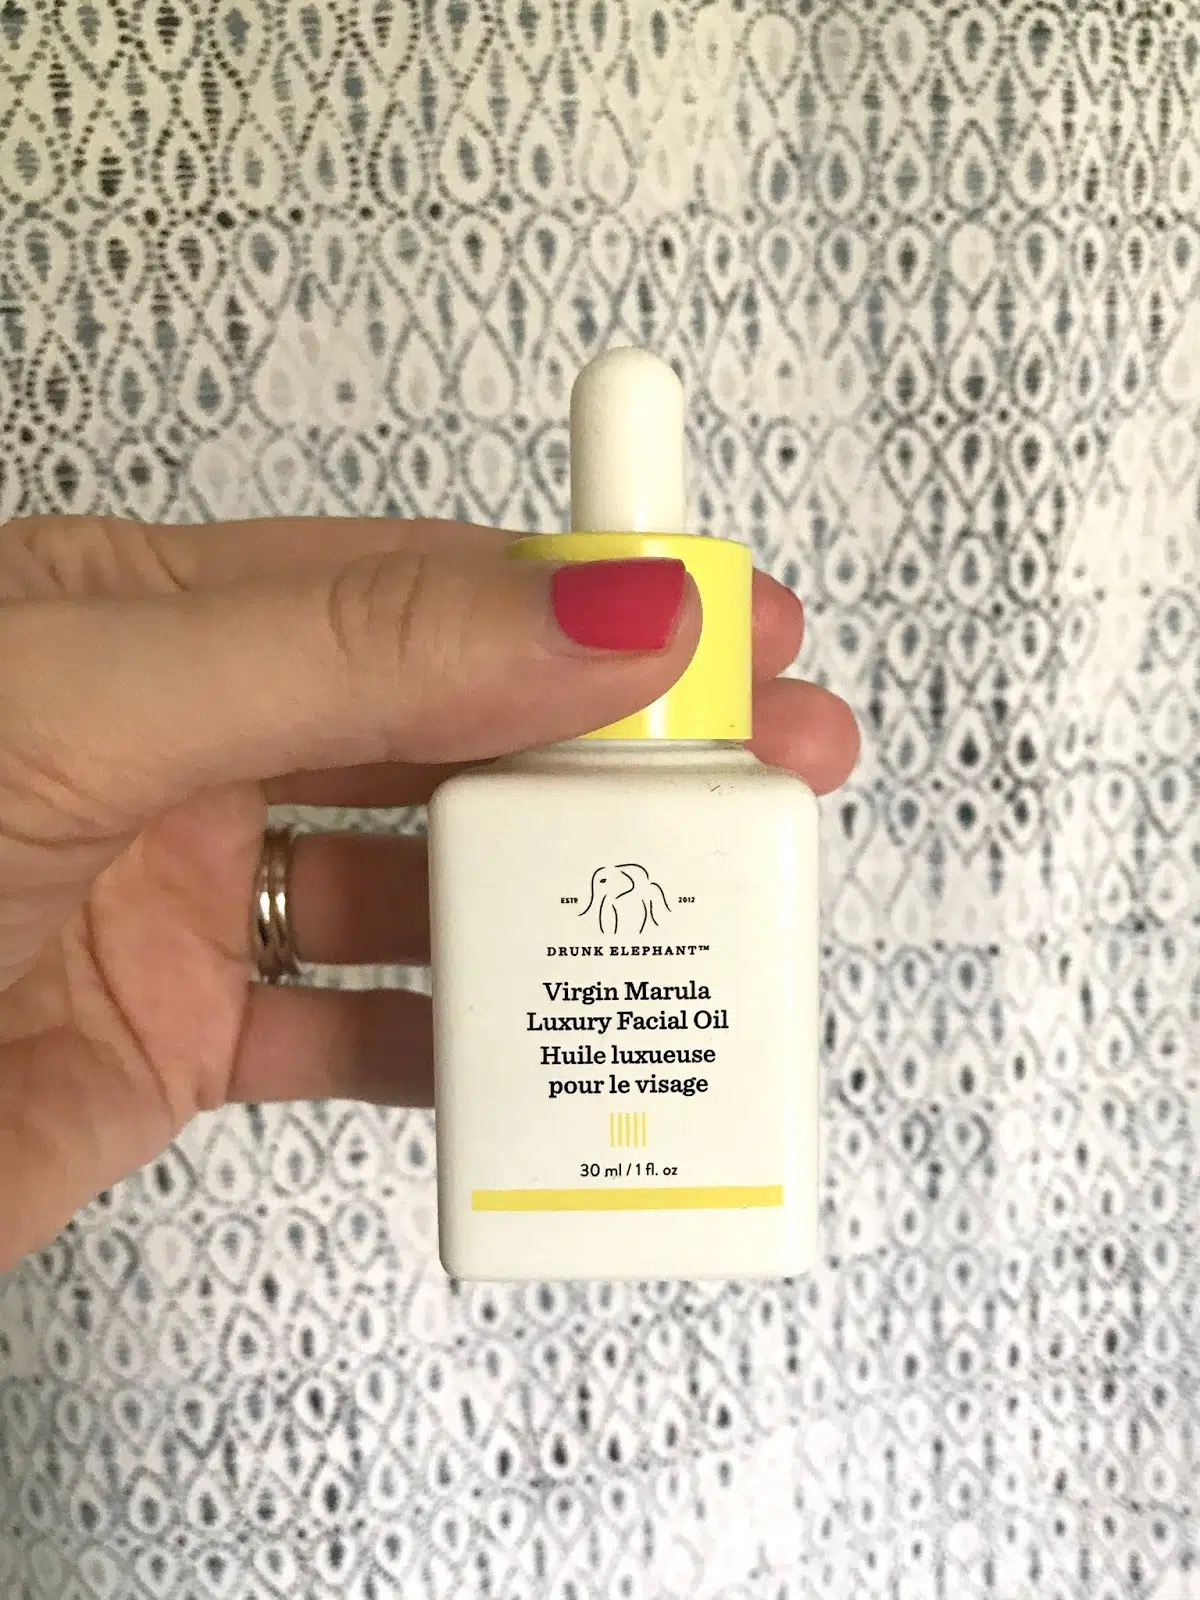 ESTD 2012
DRUNK ELEPHANT™
Virgin Marula
Luxury Facial Oil
Huile luxueuse
pour le visage
30 ml / 1 fl. oz